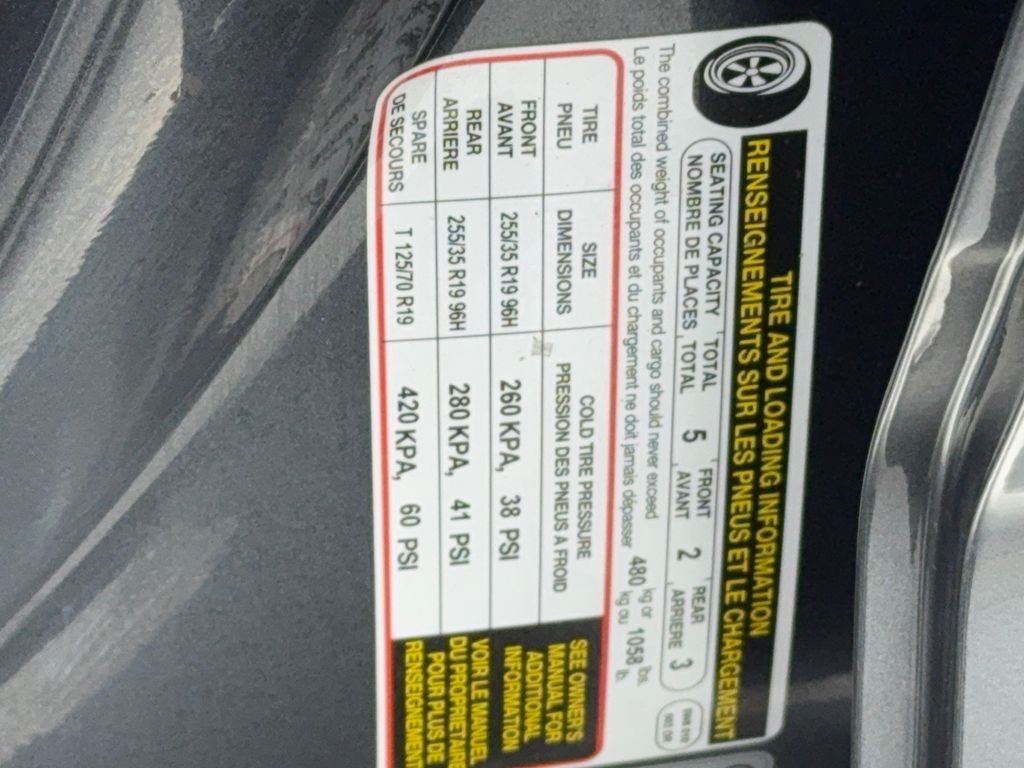 TIRE AND LOADING INFORMATION
RENSEIGNEMENTS SUR LES PNEUS ET LE CHARGEMENT
SEATING CAPACITY TOTAL 5 FRONT 2 REAR 3
NOMBRE DE PLACES TOTAL AVANT ARRIERE
The combined weight of occupants and cargo should never exceed 480 kg or 1058 lbs.
Le poids total des occupants et du chargement ne doit jamais dépasser kg ou lb.
TIRE SIZE COLD TIRE PRESSURE
PNEU DIMENSIONS PRESSION DES PNEUS A FROID
FRONT
AVANT 255/35 R19 96H 260 KPA, 38 PSI
REAR
ARRIERE 255/35 R19 96H 280 KPA, 41 PSI
SPARE
DE SECOURS T 125/70 R19 420 KPA, 60 PSI
SEE OWNER'S
MANUAL FOR
ADDITIONAL
INFORMATION
VOIR LE MANUEL
DU PROPRIETAIRE
POUR PLUS DE
RENSEIGNEMENT